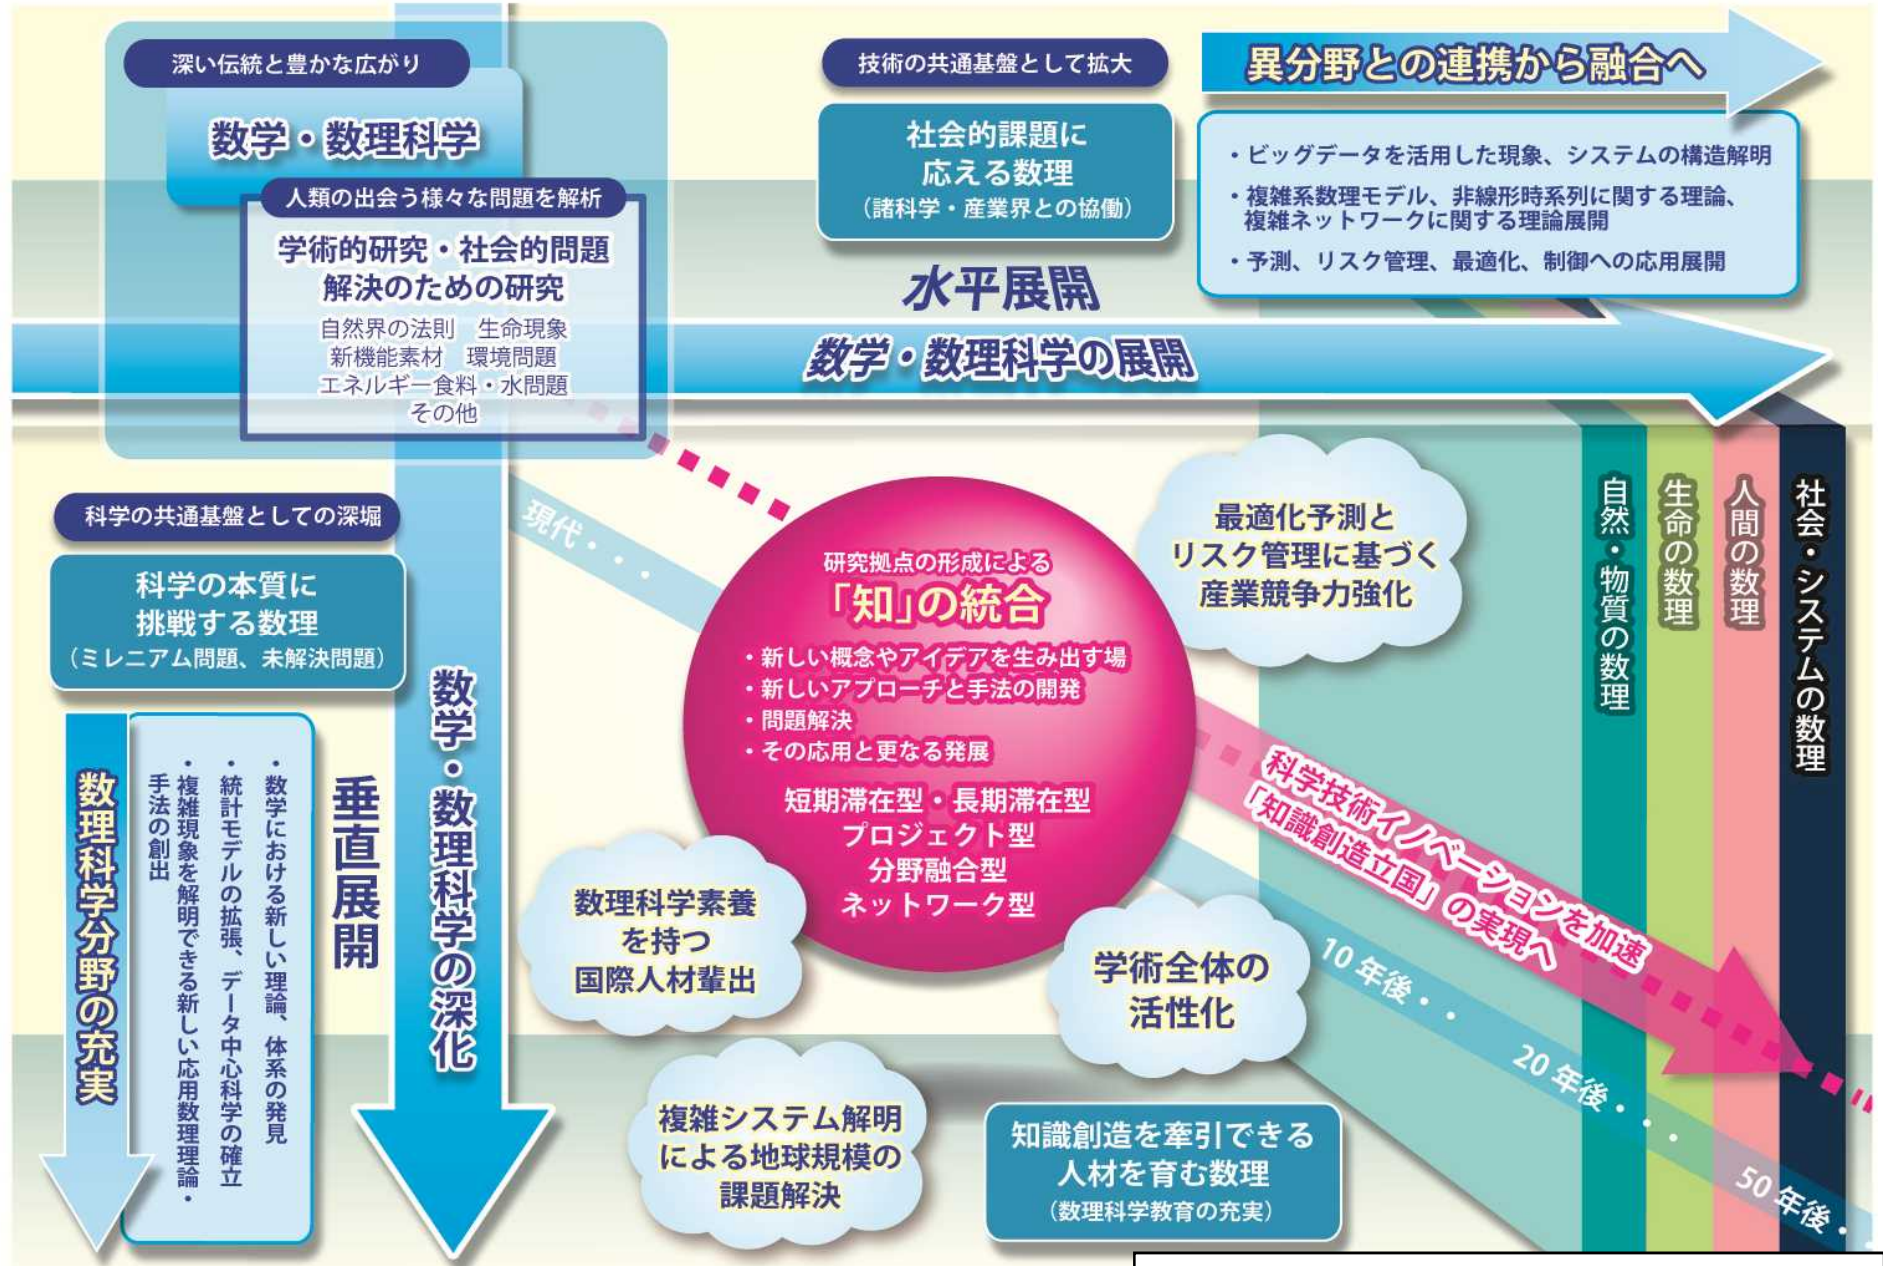 深い伝統と豊かな広がり
数学・数理科学
人類の出会う様々な問題を解析
学術的研究・社会的問題
解決のための研究
自然界の法則　生命現象
新機能素材　環境問題
エネルギー食料・水問題
その他
技術の共通基盤として拡大
社会的課題に
応える数理
（諸科学・産業界との協働）
異分野との連携から融合へ
・ビッグデータを活用した現象、システムの構造解明
・複雑系数理モデル、非線形時系列に関する理論、
複雑ネットワークに関する理論展開
・予測、リスク管理、最適化、制御への応用展開
水平展開
数学・数理科学の展開
科学の共通基盤としての深堀
科学の本質に
挑戦する数理
（ミレニアム問題、未解決問題）
数理科学分野の充実
・数学における新しい理論、体系の発見
・統計モデルの拡張、データ中心科学の確立
・複雑現象を解明できる新しい応用数理理論・
手法の創出
垂直展開
数学・数理科学の深化
現代・・・
研究拠点の形成による
「知」の統合
・新しい概念やアイデアを生み出す場
・新しいアプローチと手法の開発
・問題解決
・その応用と更なる発展
短期滞在型・長期滞在型
プロジェクト型
分野融合型
ネットワーク型
最適化予測と
リスク管理に基づく
産業競争力強化
自然・物質の数理
生命の数理
人間の数理
社会・システムの数理
科学技術イノベーションを加速
「知識創造立国」の実現へ
数理科学素養
を持つ
国際人材輩出
学術全体の
活性化
複雑システム解明
による地球規模の
課題解決
知識創造を牽引できる
人材を育む数理
（数理科学教育の充実）
10年後・・
20年後・・・
50年後・・